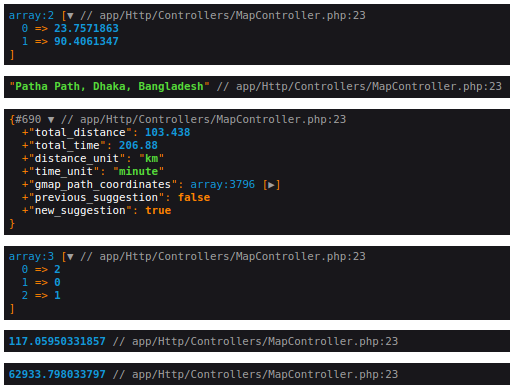 array:2 [▼ // app/Http/Controllers/MapController.php:23
0 => 23.7571863
1 => 90.4061347
]
"Patha Path, Dhaka, Bangladesh" // app/Http/Controllers/MapController.php:23
{#690 ▼ // app/Http/Controllers/MapController.php:23
+"total_distance": 103.438
+"total_time": 206.88
+"distance_unit": "km"
+"time_unit": "minute"
+"gmap_path_coordinates": array:3796 [▶]
+"previous_suggestion": false
+"new_suggestion": true
}
array:3 [▼ // app/Http/Controllers/MapController.php:23
0 => 2
1 => 0
2 => 1
]
117.05950331857 // app/Http/Controllers/MapController.php:23
62933.798033797 // app/Http/Controllers/MapController.php:23